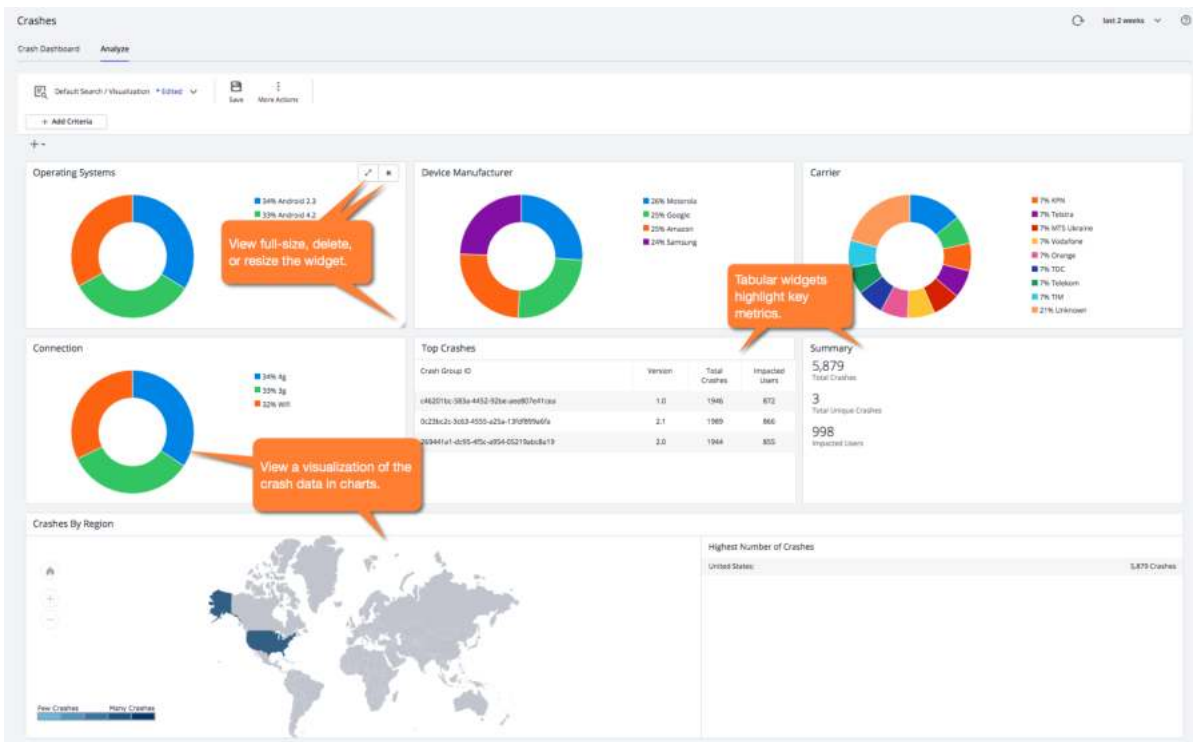 Crashes
last 2 weeks
Crash Dashboard Analyze
Default Search / Visualization * Edited
Save More Actions
+ Add Criteria
Operating Systems
34% Android 2.3
33% Android 4.2
View full-size, delete,
or resize the widget.
Device Manufacturer
26% Motorola
25% Google
25% Amazon
24% Samsung
Carrier
7% KPN
7% Telstra
7% MTS Ukraine
7% Vodafone
7% Orange
7% TDC
7% Telekom
7% TIM
21% Unknown
Tabular widgets
highlight key
metrics.
Connection
34% 4g
33% 3g
32% Wifi
View a visualization of the
crash data in charts.
Top Crashes
Crash Group ID Version Total Crashes Impacted Users
1.0 1946 872
2.1 1989 866
2.0 1944 855
Summary
5,879
Total Crashes
3
Total Unique Crashes
998
Impacted Users
Crashes By Region
Few Crashes Many Crashes
Highest Number of Crashes
United States: 5,879 Crashes